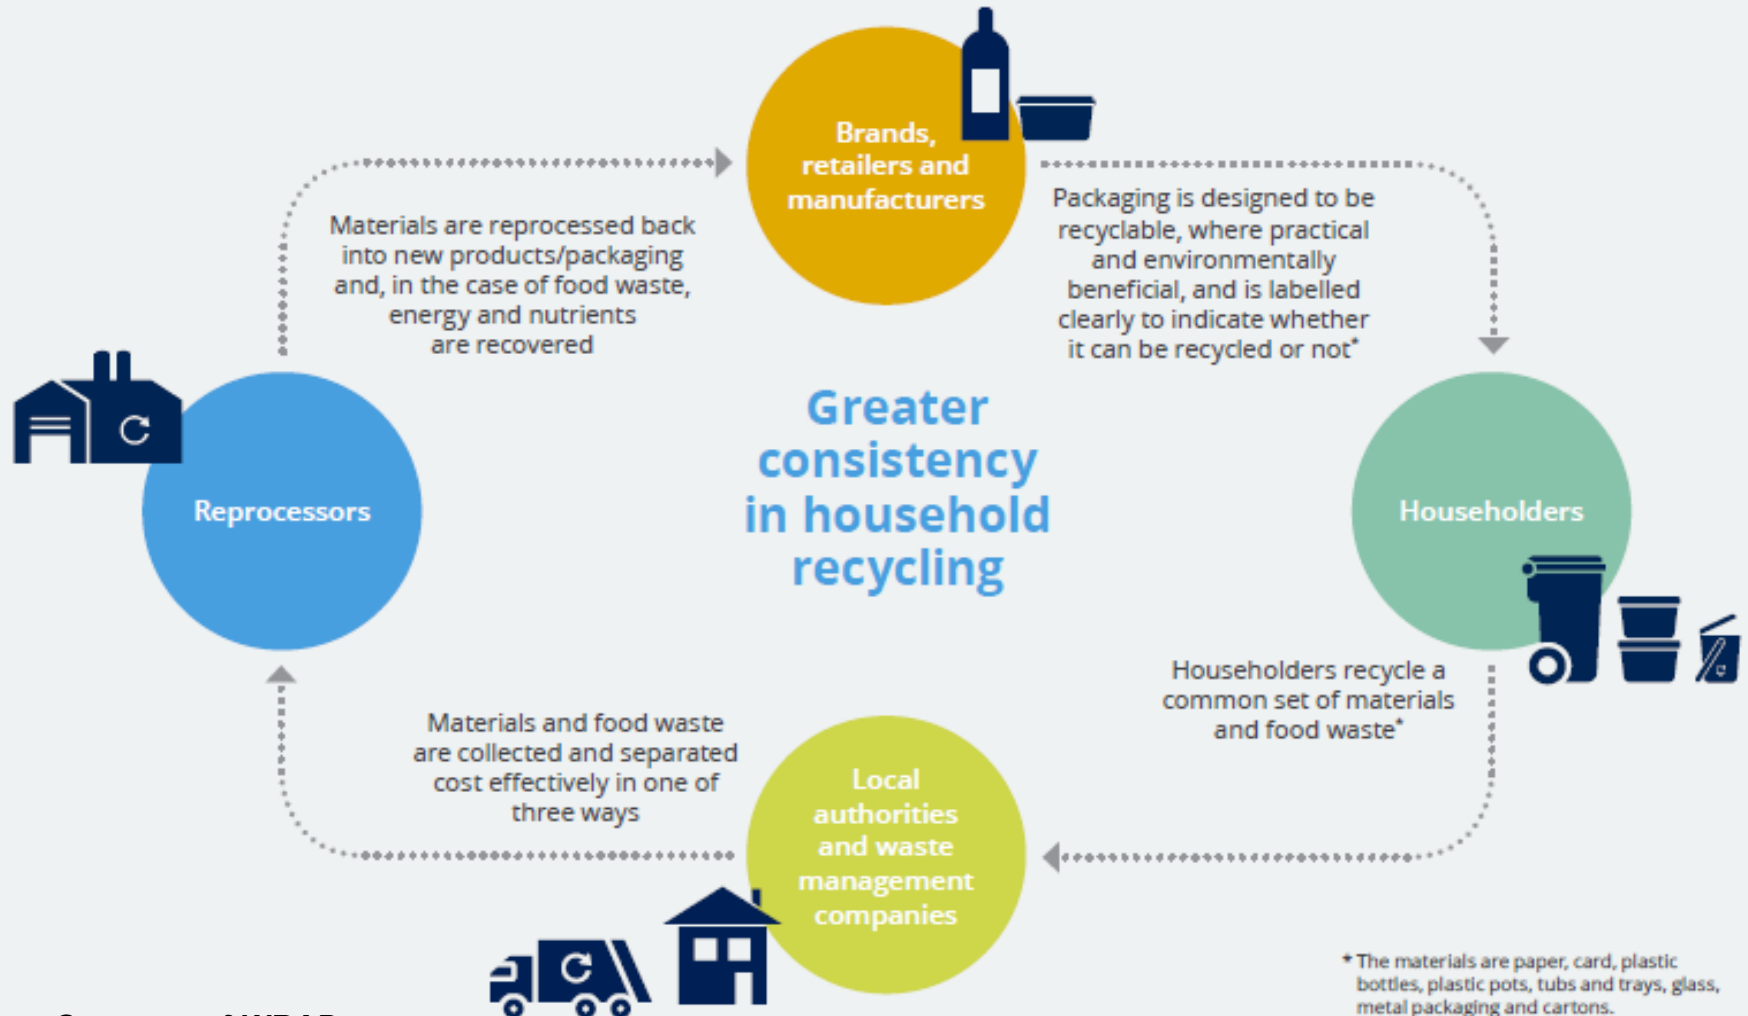 Brands,
retailers and
manufacturers
Packaging is designed to be
recyclable, where practical
and environmentally
beneficial, and is labelled
clearly to indicate whether
it can be recycled or not*
Materials are reprocessed back
into new products/packaging
and, in the case of food waste,
energy and nutrients
are recovered
Greater
consistency
in household
recycling
Reprocessors
Householders
Householders recycle a
common set of materials
and food waste*
Materials and food waste
are collected and separated
cost effectively in one of
three ways
Local
authorities
and waste
management
companies
* The materials are paper, card, plastic
bottles, plastic pots, tubs and trays, glass,
metal packaging and cartons.